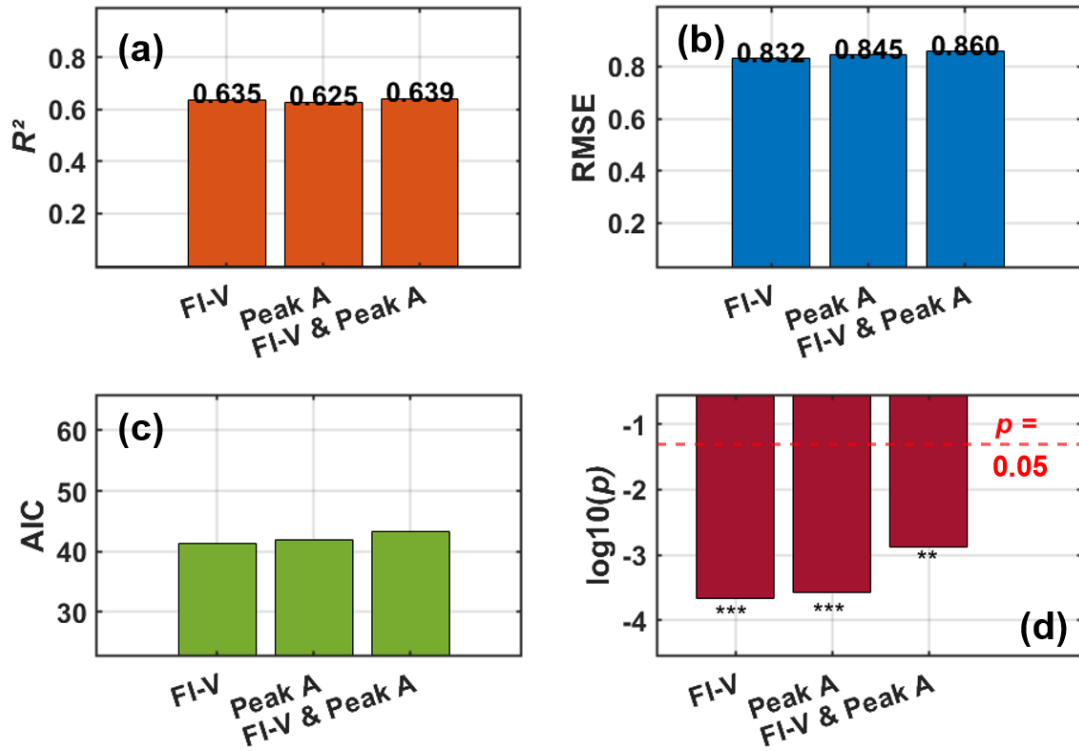 (a)
R²
0.8
0.6
0.4
0.2
0.635
0.625
0.639
FI-V
Peak A
FI-V & Peak A
(b)
RMSE
0.8
0.6
0.4
0.2
0.832
0.845
0.860
FI-V
Peak A
FI-V & Peak A
(c)
AIC
60
50
40
30
FI-V
Peak A
FI-V & Peak A
(d)
log10(p)
-1
-2
-3
-4
p =
0.05
***
***
**
FI-V
Peak A
FI-V & Peak A